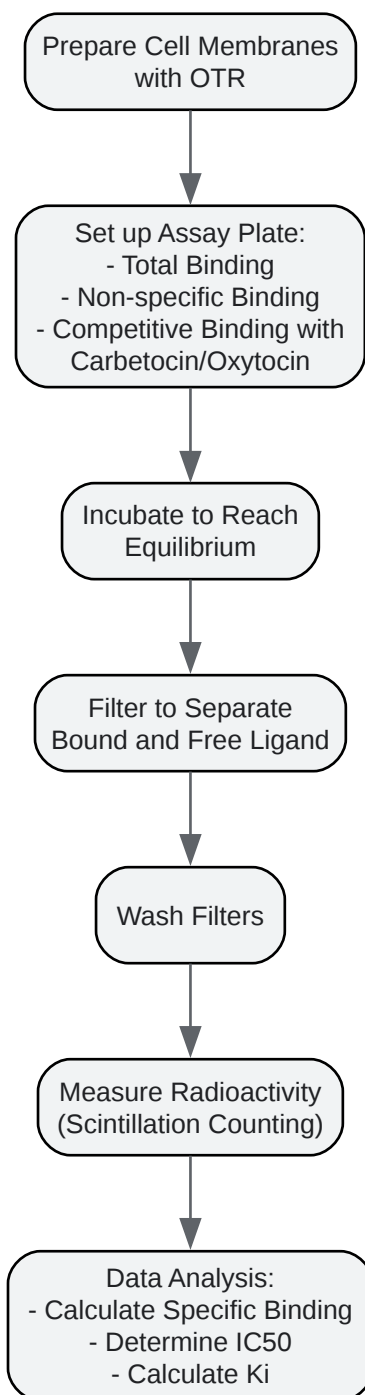 Prepare Cell Membranes
with OTR
Set up Assay Plate:
- Total Binding
- Non-specific Binding
- Competitive Binding with
Carbetocin/Oxytocin
Incubate to Reach
Equilibrium
Filter to Separate
Bound and Free Ligand
Wash Filters
Measure Radioactivity
(Scintillation Counting)
Data Analysis:
- Calculate Specific Binding
- Determine IC50
- Calculate Ki